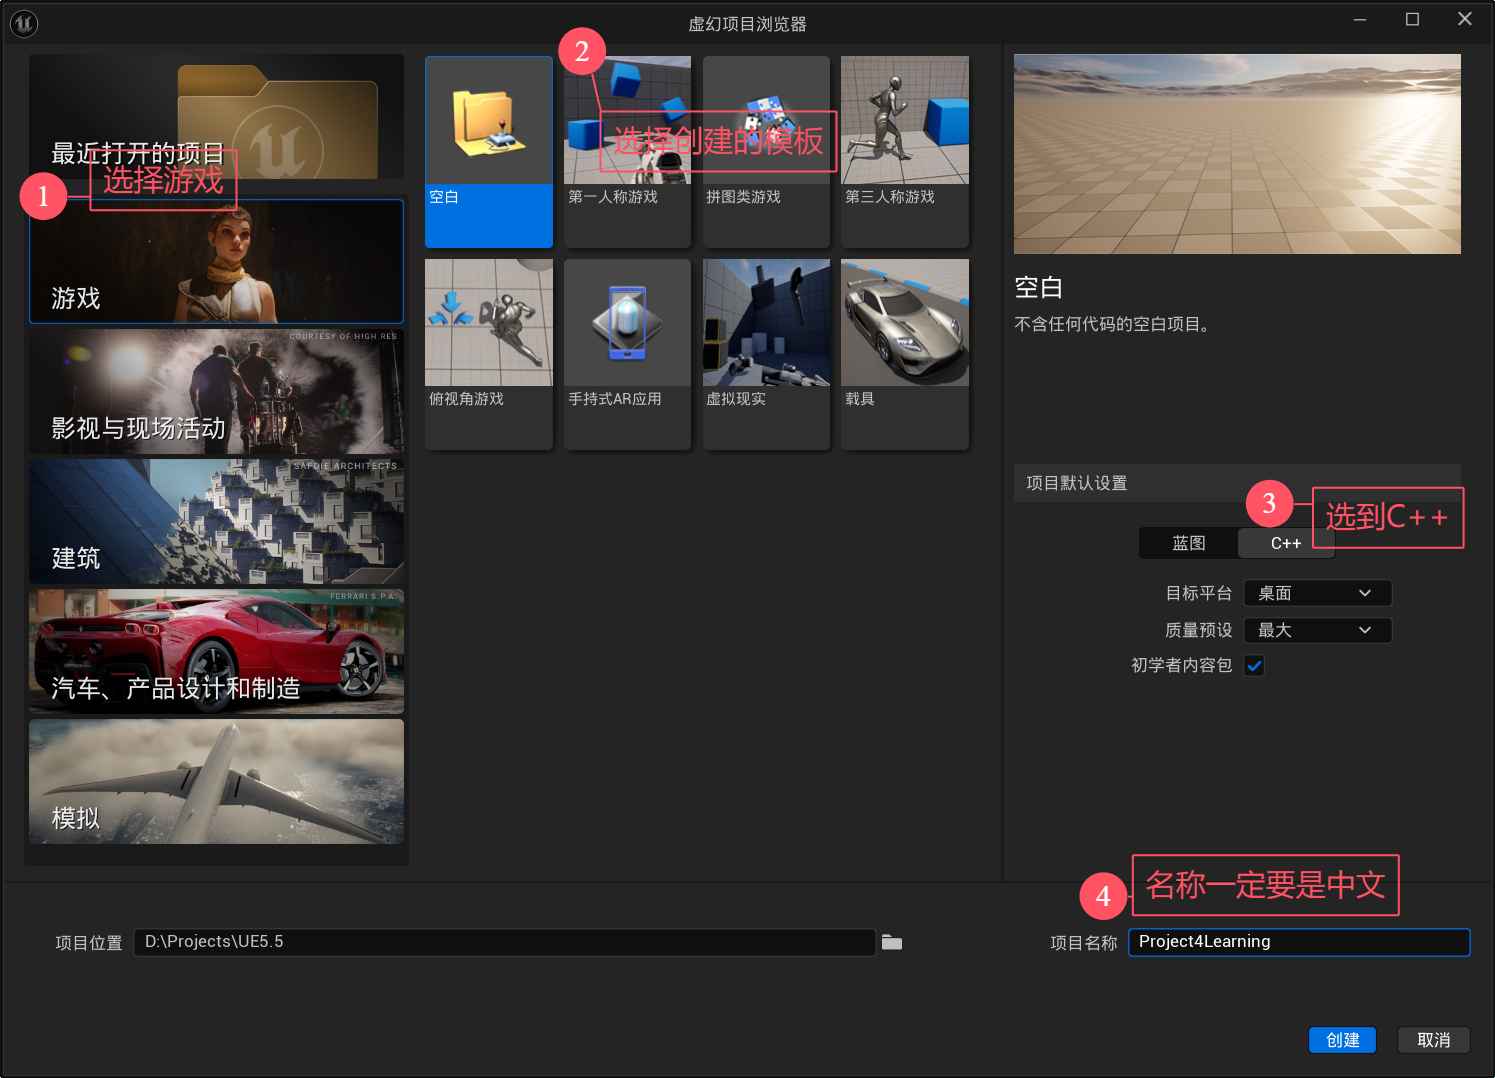 虚幻项目浏览器
最近打开的项目
1
选择游戏
游戏
COURTESY OF HIGH RES
影视与现场活动
SAFDIE ARCHITECTS
建筑
FERRARI S.P.A.
汽车、产品设计和制造
模拟
2
选择创建的模板
空白
第一人称游戏
拼图类游戏
第三人称游戏
俯视角游戏
手持式AR应用
虚拟现实
载具
空白
不含任何代码的空白项目。
项目默认设置
3
选到C++
蓝图
C++
目标平台
桌面
质量预设
最大
初学者内容包
4
名称一定要是中文
项目位置
D:\Projects\UE5.5
项目名称
Project4Learning
创建
取消